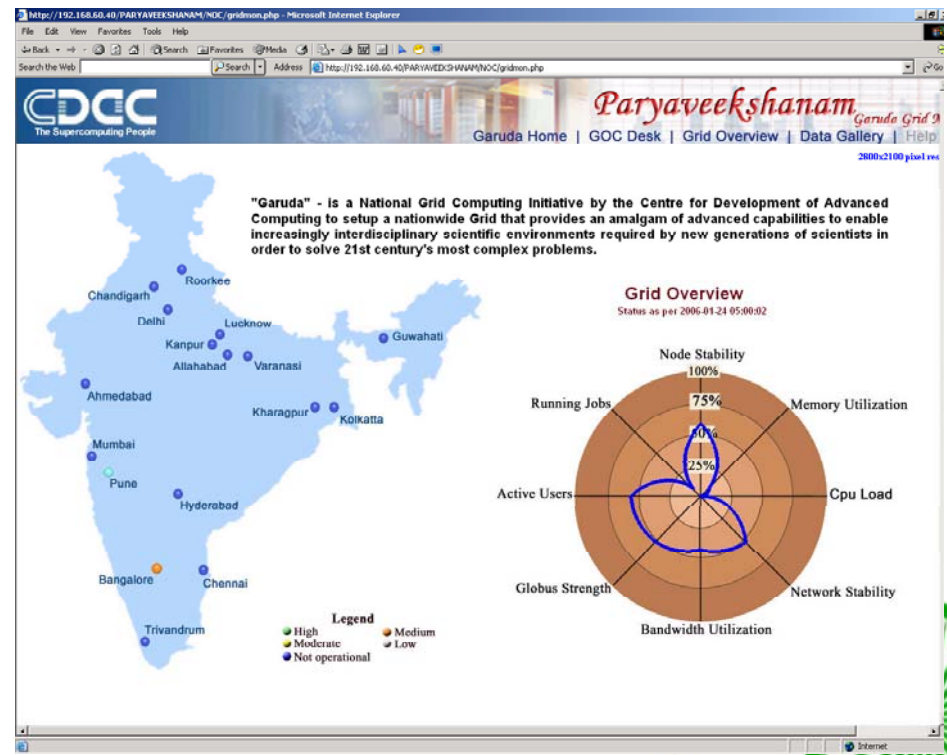 http://192.168.60.40/PARYAVEEKSHANAM/NOC/gridmon.php - Microsoft Internet Explorer
File Edit View Favorites Tools Help
Back Search Favorites Media
Search the Web Search Address http://192.168.60.40/PARYAVEEKSHANAM/NOC/gridmon.php Go
CDAC
The Supercomputing People
Paryaveekshanam
Garuda Grid
Garuda Home | GOC Desk | Grid Overview | Data Gallery | Help
2800x2100 pixel res
"Garuda" - is a National Grid Computing Initiative by the Centre for Development of Advanced
Computing to setup a nationwide Grid that provides an amalgam of advanced capabilities to enable
increasingly interdisciplinary scientific environments required by new generations of scientists in
order to solve 21st century's most complex problems.
Roorkee
Chandigarh
Delhi
Lucknow
Kanpur
Allahabad
Varanasi
Guwahati
Ahmedabad
Kharagpur
Kolkatta
Mumbai
Pune
Hyderabad
Bangalore
Chennai
Trivandrum
Legend
High
Medium
Moderate
Low
Not operational
Grid Overview
Status as per 2006-01-24 05:00:02
Node Stability
100%
75%
50%
25%
Running Jobs
Memory Utilization
Active Users
Cpu Load
Globus Strength
Network Stability
Bandwidth Utilization
Internet